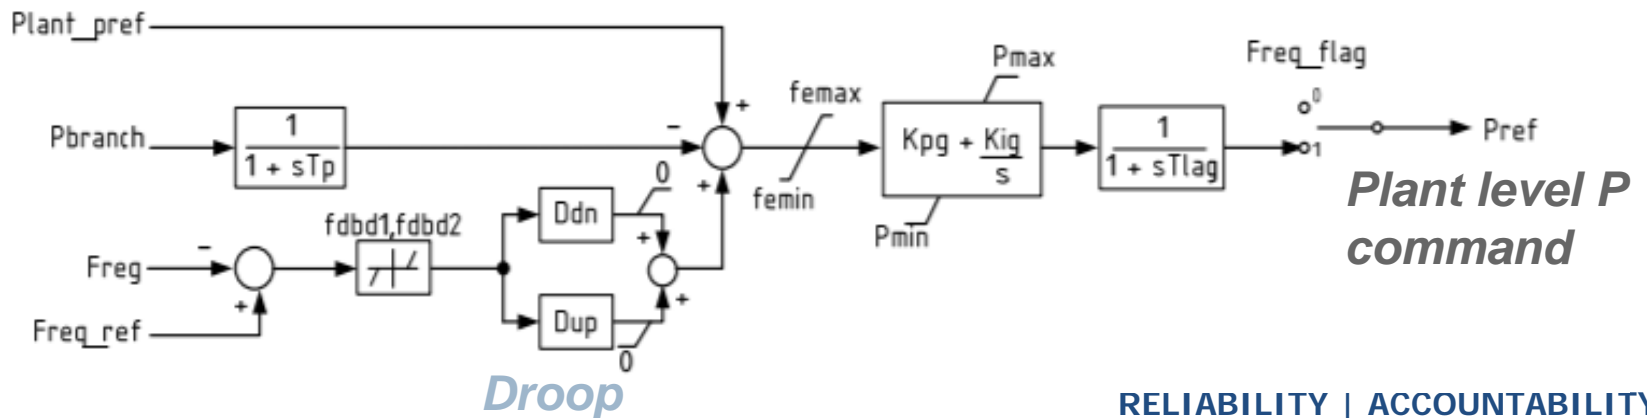 Plant_pref
Pmax
Freq_flag
femax
0
Pbranch
1
1 + sTp
-
+
+
Kpg + Kig
s
1
1 + sTlag
1
Pref
femin
Pmin
Plant level P
command
fdbd1,fdbd2
Ddn
0
+
-
Freg
+
Freq_ref
Dup
+
0
Droop
RELIABILITY | ACCOUNTABILITY